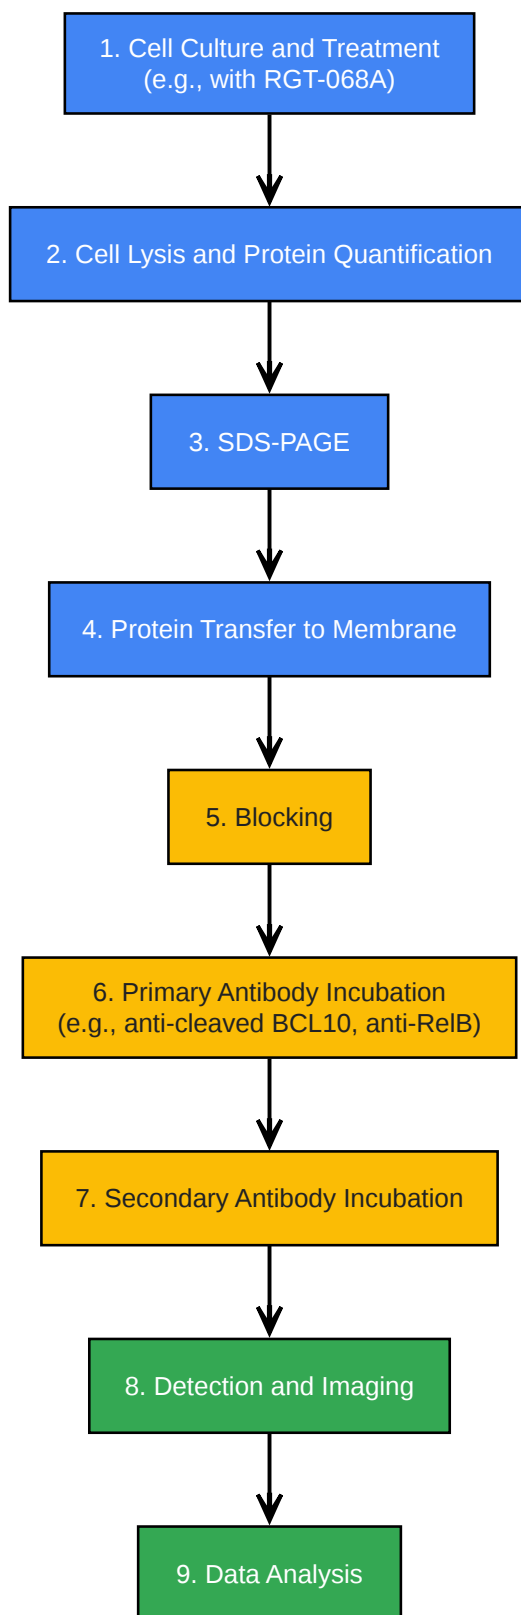 1. Cell Culture and Treatment
(e.g., with RGT-068A)
2. Cell Lysis and Protein Quantification
3. SDS-PAGE
4. Protein Transfer to Membrane
5. Blocking
6. Primary Antibody Incubation
(e.g., anti-cleaved BCL10, anti-RelB)
7. Secondary Antibody Incubation
8. Detection and Imaging
9. Data Analysis